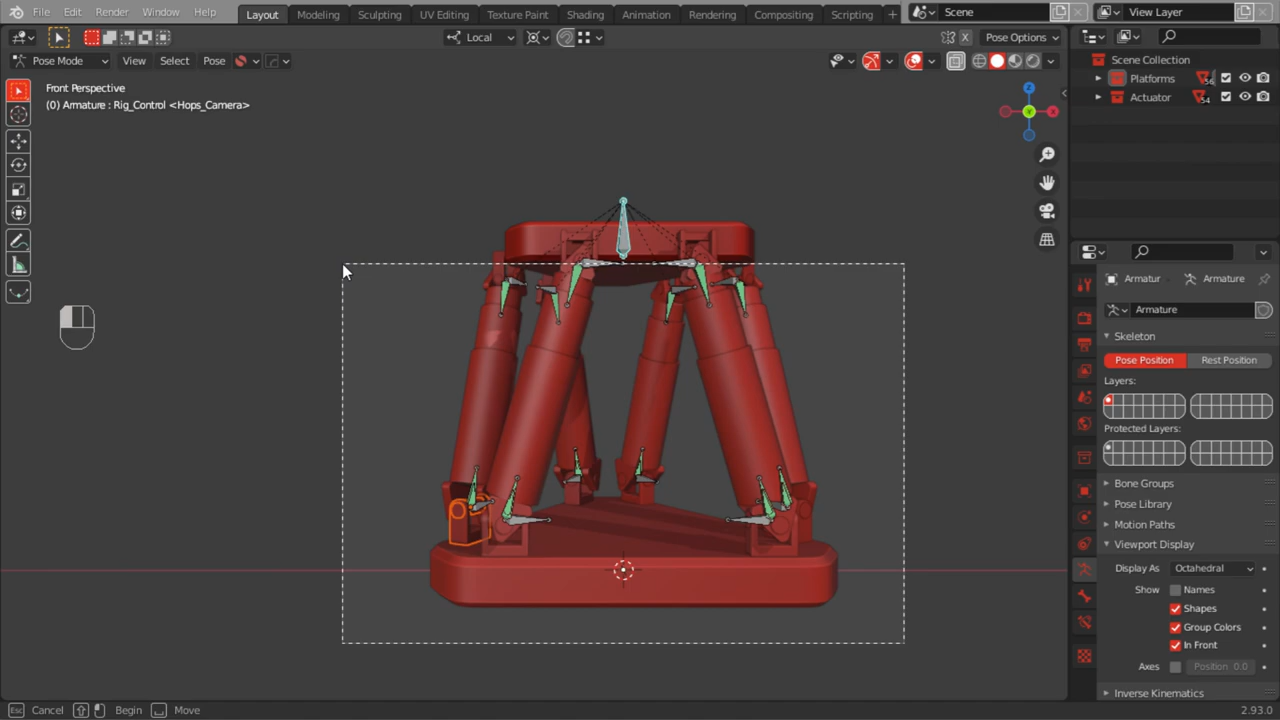 File Edit Render Window Help Layout Modeling Sculpting UV Editing Texture Paint Shading Animation Rendering Compositing Scripting + Scene View Layer
Local Pose Options
Pose Mode View Select Pose
Front Perspective
(0) Armature : Rig_Control <Hops_Camera>
Scene Collection
Platforms 56
Actuator 54
Armatur Armature
Armature
Skeleton
Pose Position Rest Position
Layers:
Protected Layers:
Bone Groups
Pose Library
Motion Paths
Viewport Display
Display As Octahedral
Show Names
Shapes
Group Colors
In Front
Axes Position 0.0
Inverse Kinematics
Esc Cancel Begin Move 2.93.0